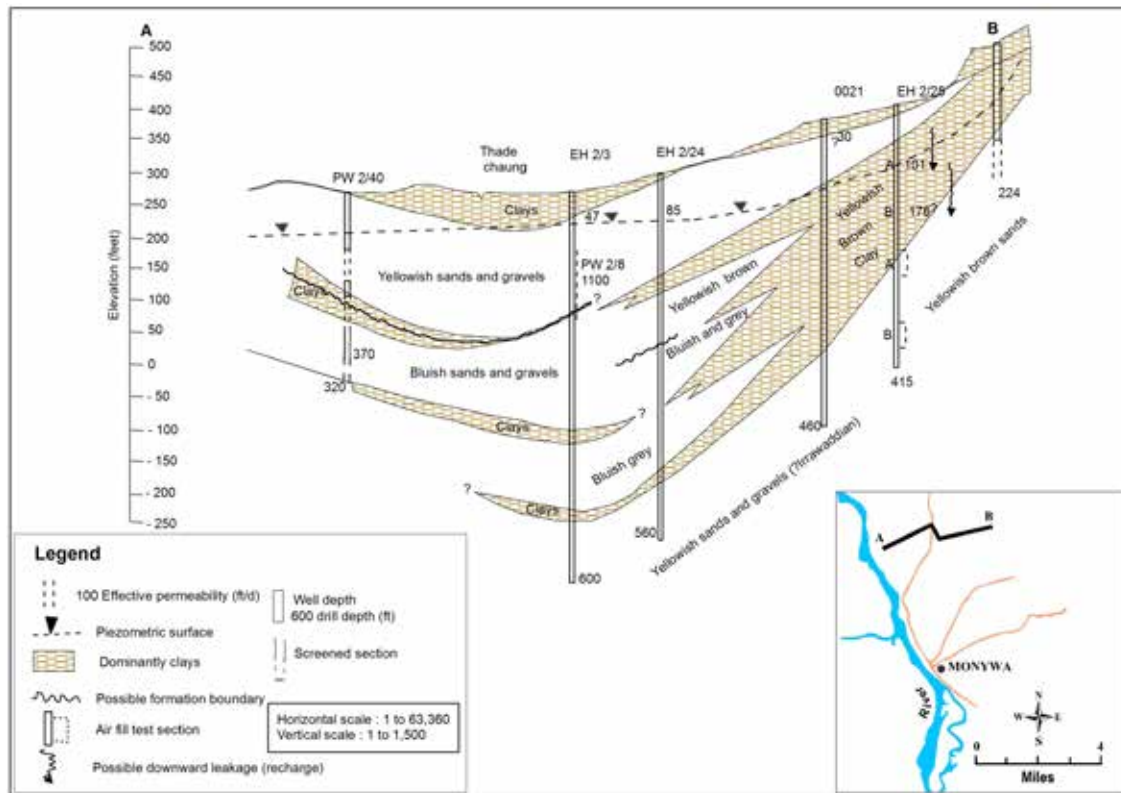 A
B
500
450
400
350
300
250
200
150
100
50
0
- 50
- 100
- 150
- 200
- 250
Elevation (feet)
PW 2/40
Thade
chaung
EH 2/3
EH 2/24
0021
EH 2/25
Clays
47
85
?30
A 101
B 178?
A
B
224
415
Yellowish
Brown
Clay
Yellowish brown sands
Yellowish sands and gravels
PW 2/8
1100
?
Yellowish brown
Clays
Bluish and grey
370
320
Bluish sands and gravels
Clays
?
460
Bluish grey
?
Clays
560
600
Yellowish sands and gravels (?Irrawaddian)
Legend
100 Effective permeability (ft/d)
Piezometric surface
Dominantly clays
Possible formation boundary
Air fill test section
Possible downward leakage (recharge)
Well depth
600 drill depth (ft)
Screened section
Horizontal scale : 1 to 63,360
Vertical scale : 1 to 1,500
A
B
MONYWA
River
N
W E
S
0 4
Miles